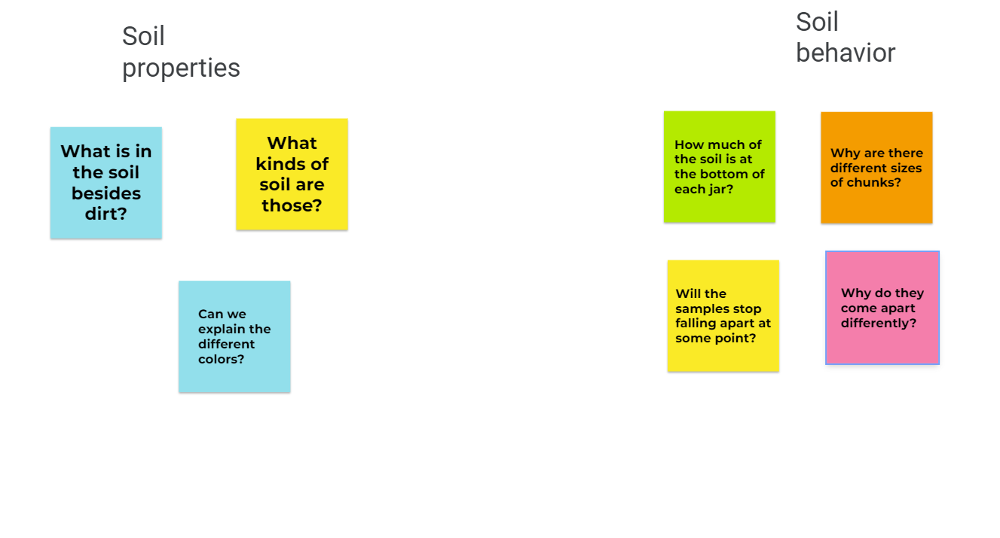 Soil
properties
Soil
behavior
What is in
the soil
besides
dirt?
What
kinds of
soil are
those?
Can we
explain the
different
colors?
How much of
the soil is at
the bottom of
each jar?
Why are there
different sizes
of chunks?
Will the
samples stop
falling apart at
some point?
Why do they
come apart
differently?